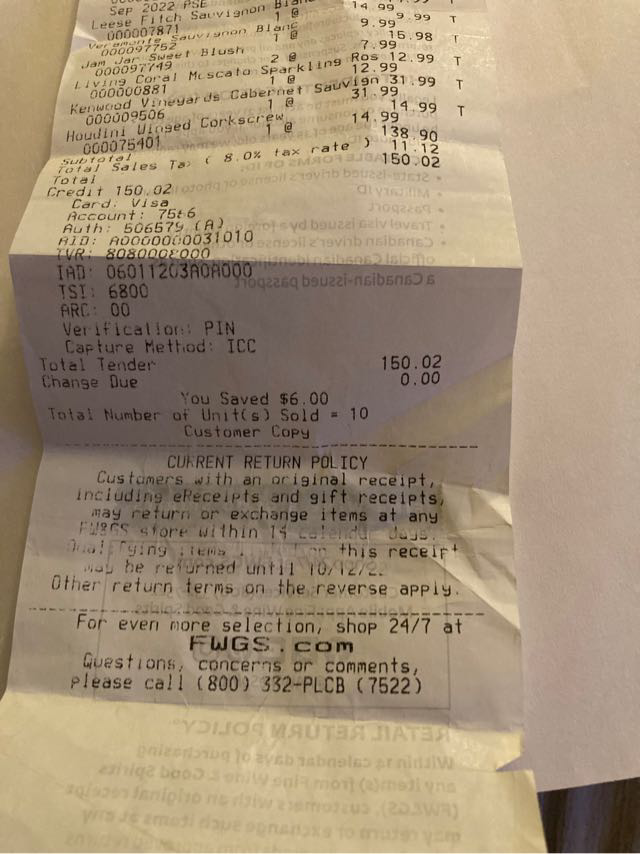 Sep 2022 PSE
14.99
Leese Fitch Sauvignon Blanc 9.99 T
000007871 1 @ 9.99
Veramonte Sauvignon Blanc 15.98 T
000097752 1 @
Jam Jar Sweet Blush 7.99
000097749 2 @
Living Coral Moscato Sparkling Ros 12.99 T
000000881 1 @ 12.99
Kenwood Vineyards Cabernet Sauvign 31.99 T
000009506 1 @ 31.99
Houdini Winged Corkscrew 14.99 T
000075401 1 @ 14.99
Subtotal 138.90
Total Sales Tax ( 8.0% tax rate ) 11.12
Total 150.02
Credit 150.02
Card: Visa
Account: 7566
Auth: 506579 (A)
AID: A0000000031010
TVR: 8080008000
IAD: 06011203A0A000
TSI: 6800
ARC: 00
Verification: PIN
Capture Method: ICC
Total Tender 150.02
Change Due 0.00
You Saved $6.00
Total Number of Unit(s) Sold = 10
Customer Copy
CURRENT RETURN POLICY
Customers with an original receipt,
including eReceipts and gift receipts,
may return or exchange items at any
FW&GS store within 14 calendar days.
Qualifying items on this receipt
may be returned until 10/12/2
Other return terms on the reverse apply.
For even more selection, shop 24/7 at
FWGS.com
Questions, concerns or comments,
please call (800) 332-PLCB (7522)